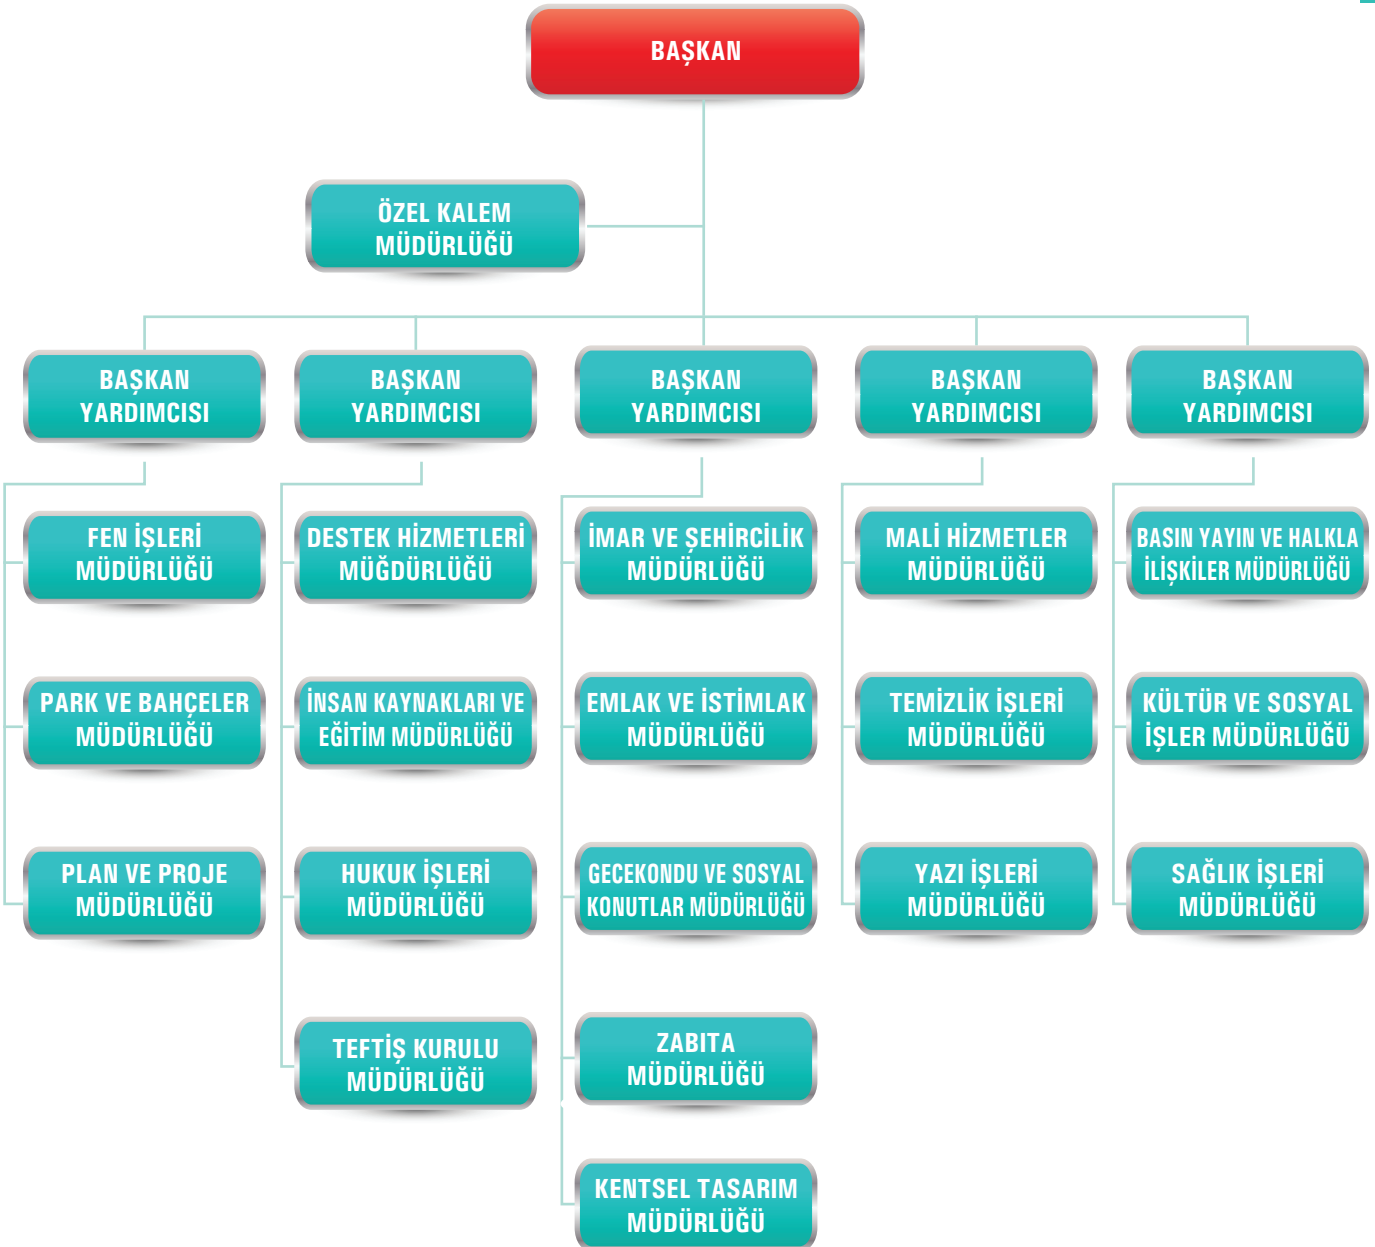 BAŞKAN
ÖZEL KALEM
MÜDÜRLÜĞÜ
BAŞKAN
YARDIMCISI
BAŞKAN
YARDIMCISI
BAŞKAN
YARDIMCISI
BAŞKAN
YARDIMCISI
BAŞKAN
YARDIMCISI
FEN İŞLERİ
MÜDÜRLÜĞÜ
DESTEK HİZMETLERİ
MÜĞDÜRLÜĞÜ
İMAR VE ŞEHİRCİLİK
MÜDÜRLÜĞÜ
MALİ HİZMETLER
MÜDÜRLÜĞÜ
BASIN YAYIN VE HALKLA
İLİŞKİLER MÜDÜRLÜĞÜ
PARK VE BAHÇELER
MÜDÜRLÜĞÜ
İNSAN KAYNAKLARI VE
EĞİTİM MÜDÜRLÜĞÜ
EMLAK VE İSTİMLAK
MÜDÜRLÜĞÜ
TEMİZLİK İŞLERİ
MÜDÜRLÜĞÜ
KÜLTÜR VE SOSYAL
İŞLER MÜDÜRLÜĞÜ
PLAN VE PROJE
MÜDÜRLÜĞÜ
HUKUK İŞLERİ
MÜDÜRLÜĞÜ
GECEKONDU VE SOSYAL
KONUTLAR MÜDÜRLÜĞÜ
YAZI İŞLERİ
MÜDÜRLÜĞÜ
SAĞLIK İŞLERİ
MÜDÜRLÜĞÜ
TEFTİŞ KURULU
MÜDÜRLÜĞÜ
ZABITA
MÜDÜRLÜĞÜ
KENTSEL TASARIM
MÜDÜRLÜĞÜ